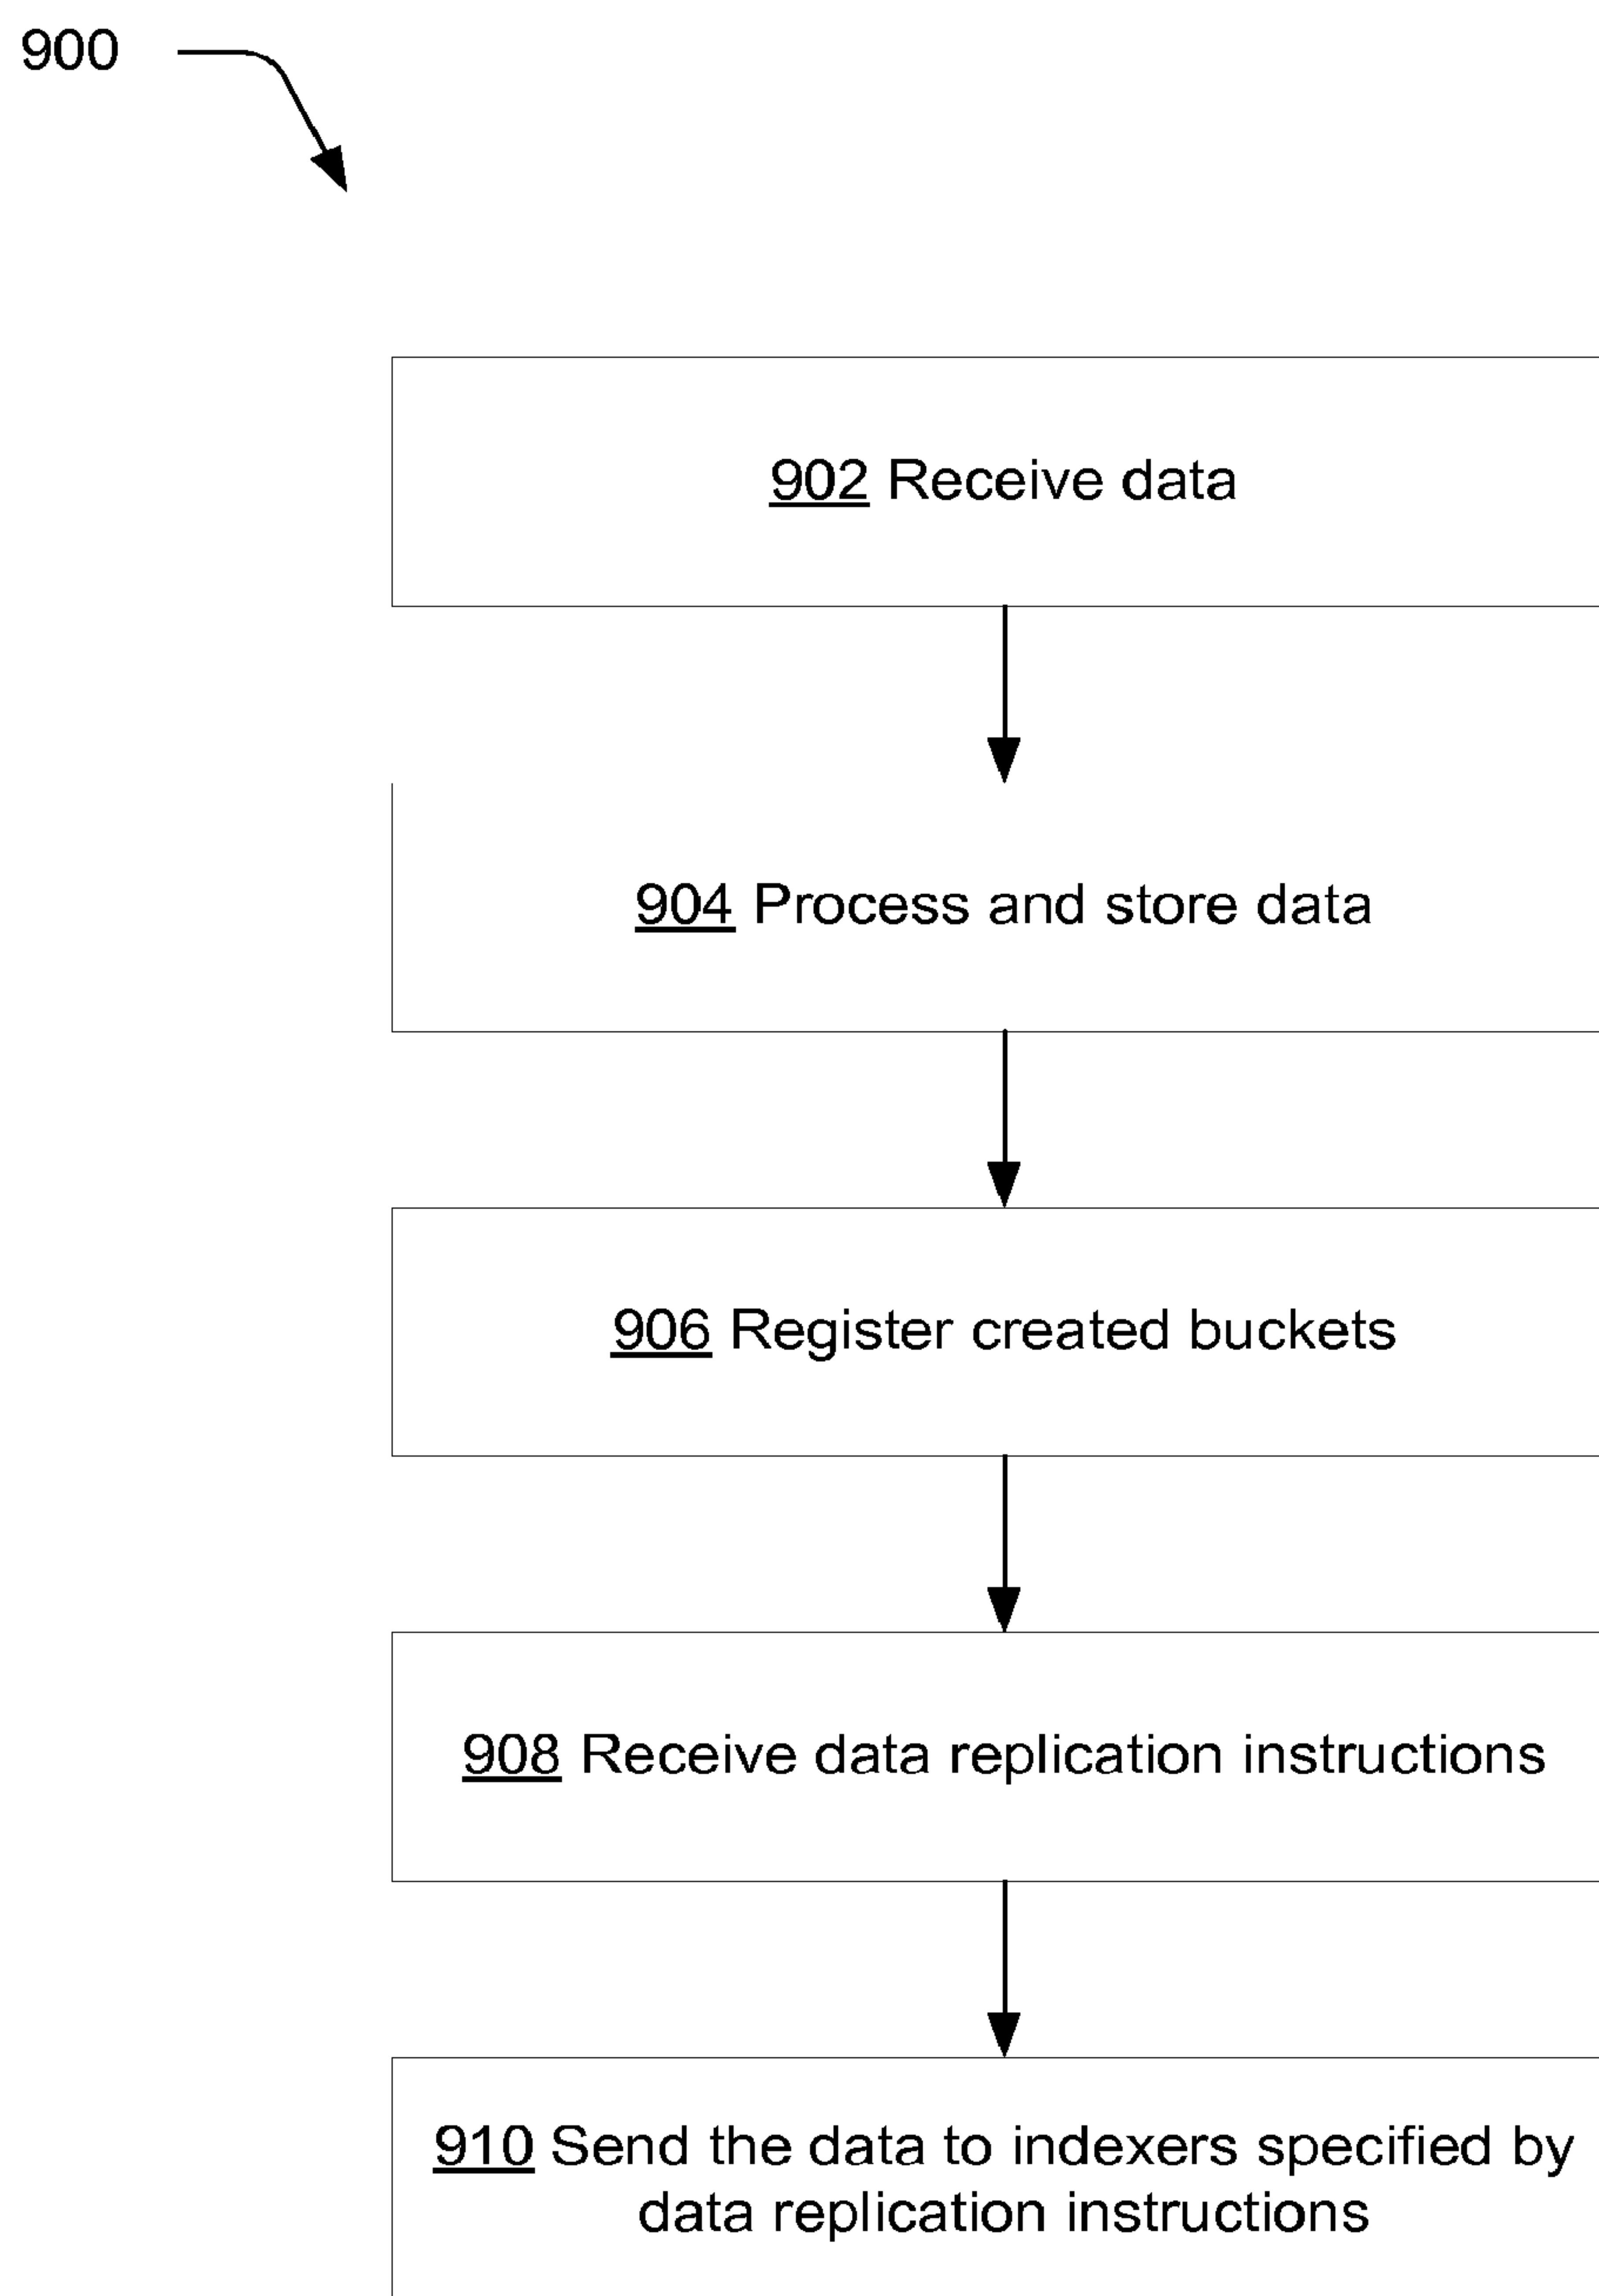 900
902 Receive data
904 Process and store data
906 Register created buckets
908 Receive data replication instructions
910 Send the data to indexers specified by
data replication instructions